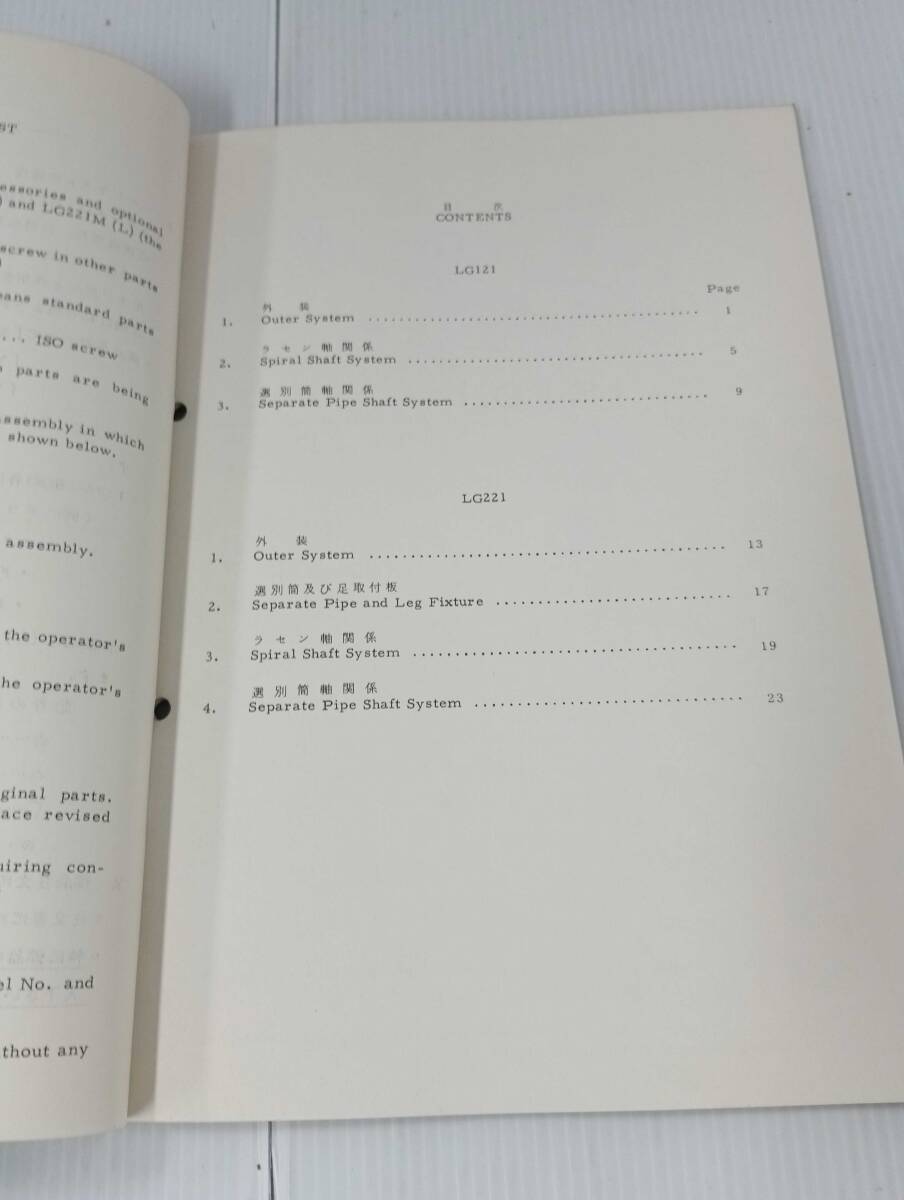 ST
essories and optional
) and LG221M (L) (the
screw in other parts
)
eans standard parts
... ISO screw
parts are being
assembly in which
shown below.
assembly.
the operator's
he operator's
ginal parts.
ace revised
uiring con-
el No. and
thout any
目 次
CONTENTS
LG121
Page
外 装
1. Outer System ........................................ 1
ラセン軸関係
2. Spiral Shaft System .................................... 5
選別筒軸関係
3. Separate Pipe Shaft System .............................. 9
LG221
外 装
1. Outer System ........................................... 13
選別筒及び足取付板
2. Separate Pipe and Leg Fixture ............................. 17
ラセン軸関係
3. Spiral Shaft System ....................................... 19
選別筒軸関係
4. Separate Pipe Shaft System ................................ 23